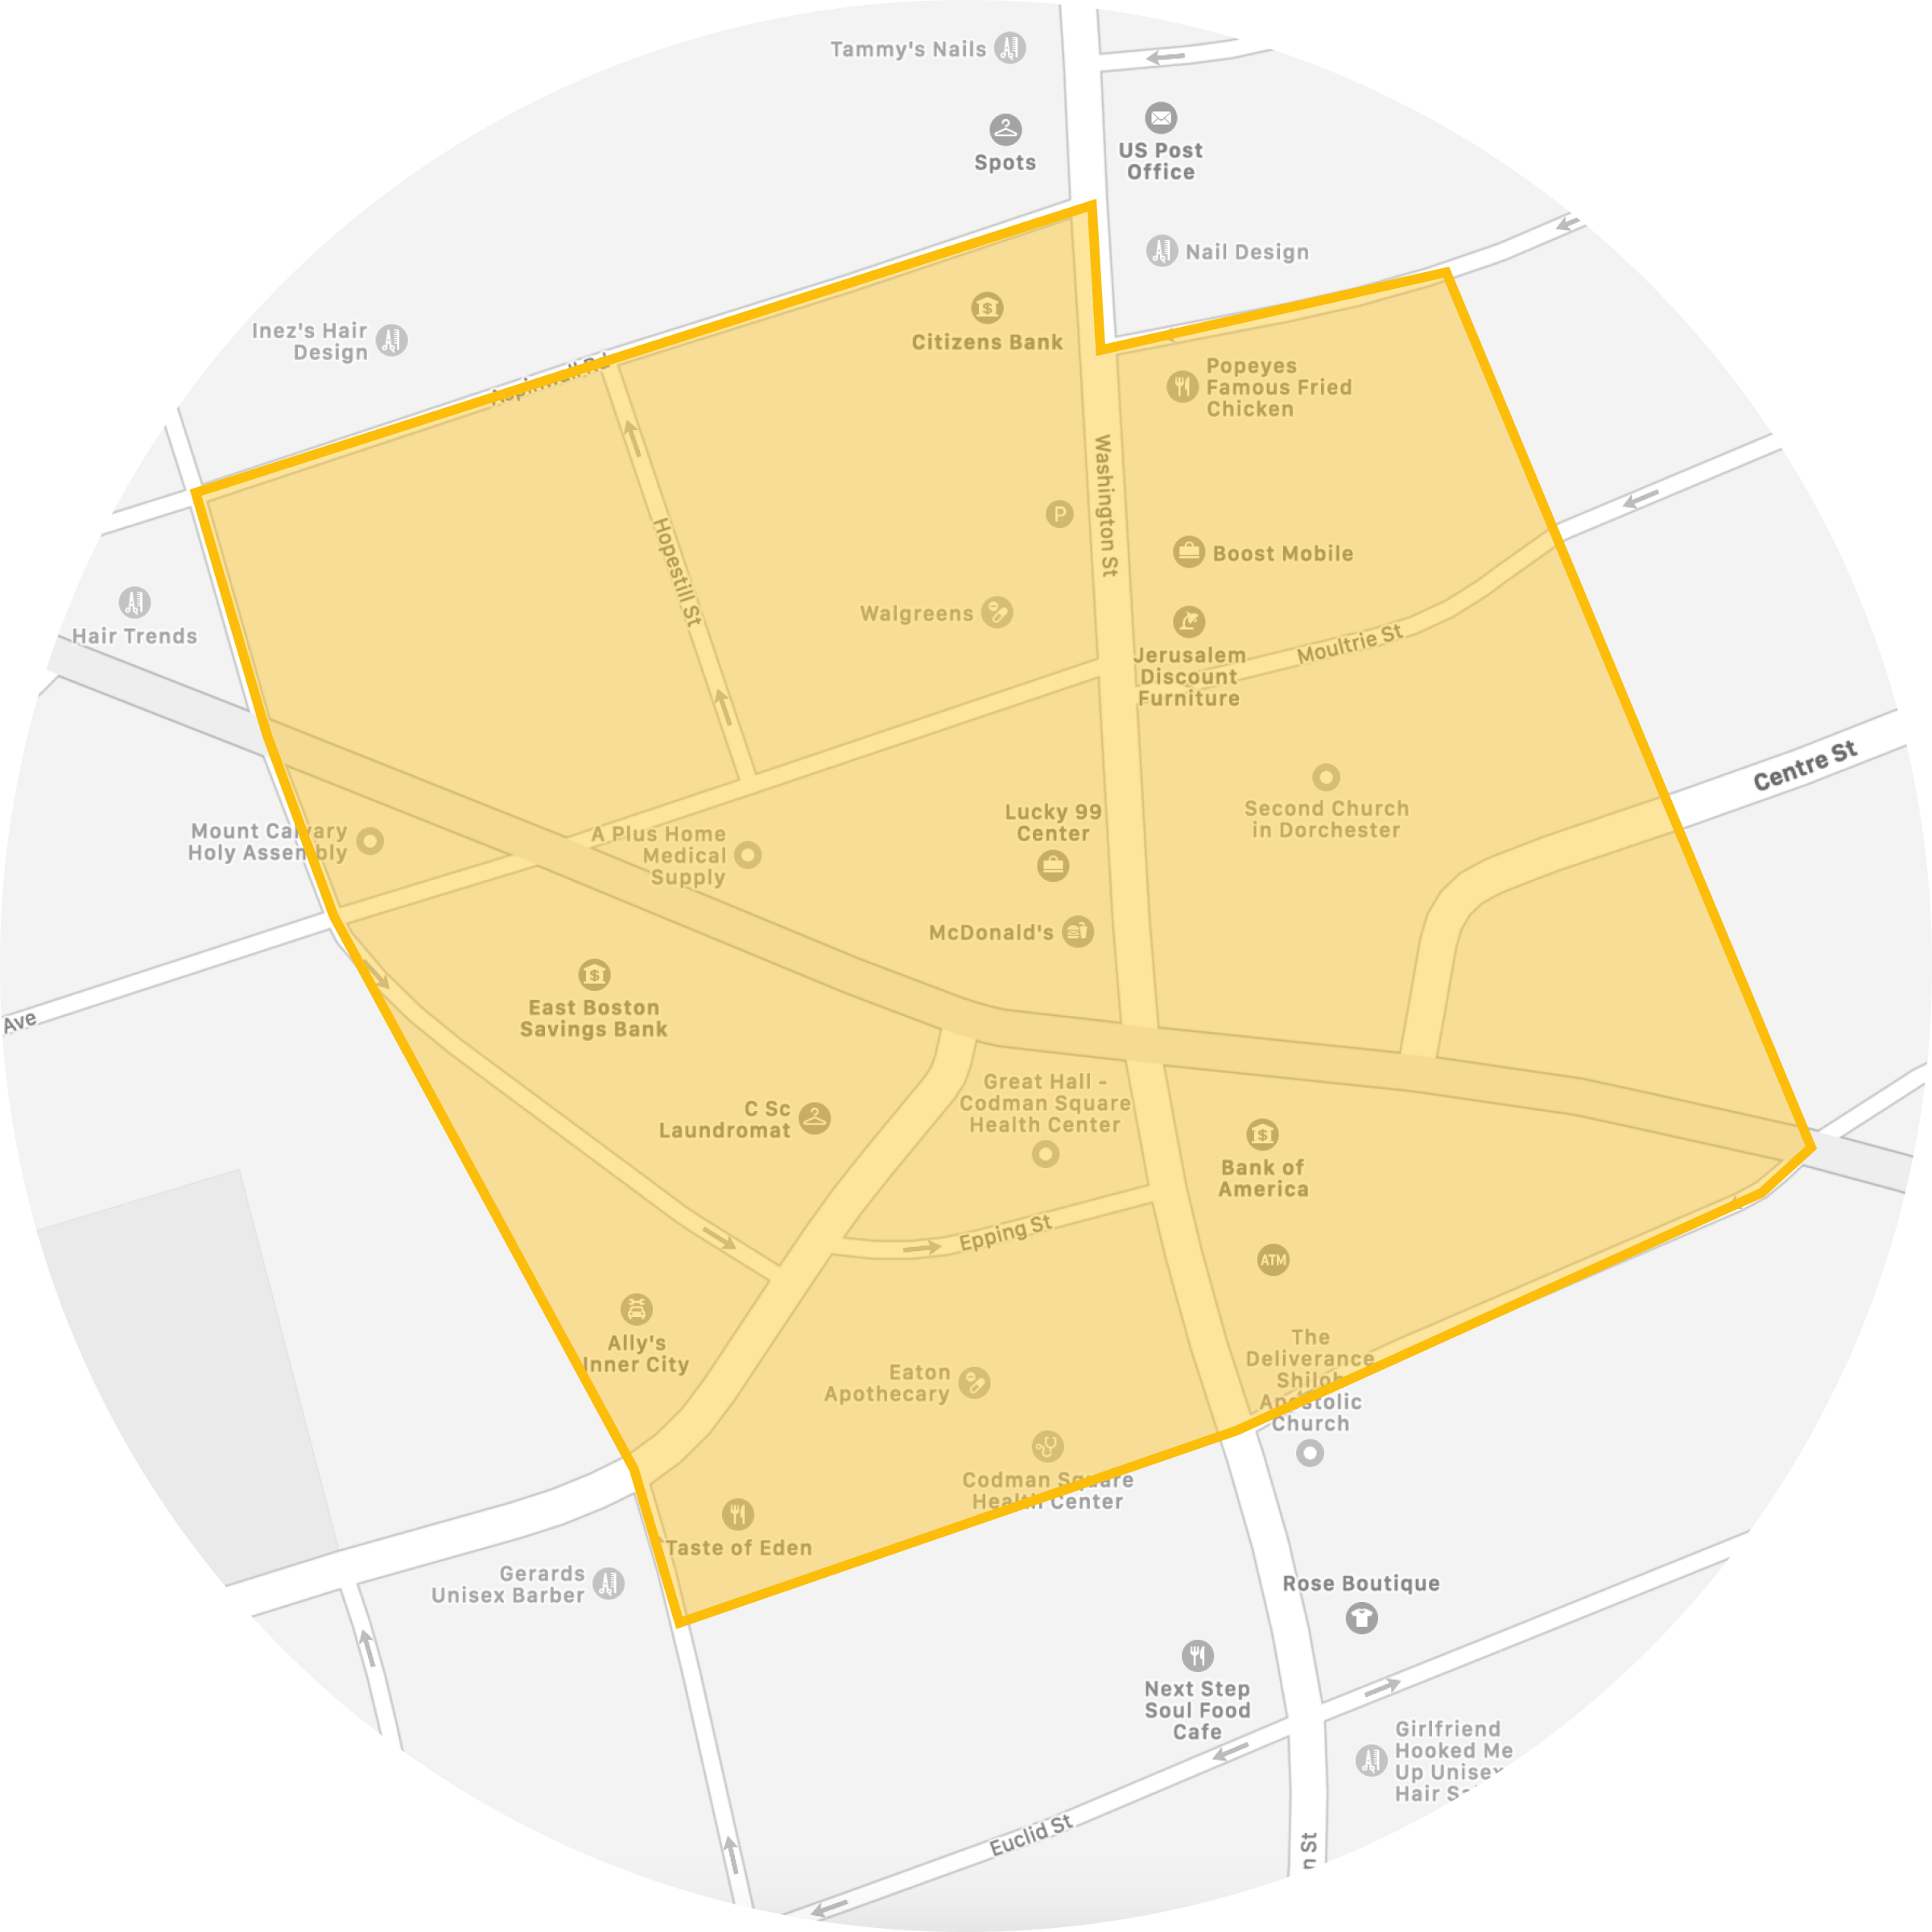 Tammy's Nails
Spots
US Post
Office
Nail Design
Citizens Bank
Inez's Hair
Design
Aspinwall Rd
Popeyes
Famous Fried
Chicken
Washington St
Hopestill St
Boost Mobile
P
Walgreens
Hair Trends
Moultrie St
Jerusalem
Discount
Furniture
Centre St
Mount Calvary
Holy Assembly
A Plus Home
Medical
Supply
Lucky 99
Center
Second Church
in Dorchester
McDonald's
East Boston
Savings Bank
Ave
C Sc
Laundromat
Great Hall -
Codman Square
Health Center
Bank of
America
Epping St
ATM
Ally's
Inner City
Eaton
Apothecary
The
Deliverance
Shiloh
Apostolic
Church
Codman Square
Health Center
Taste of Eden
Gerards
Unisex Barber
Rose Boutique
Next Step
Soul Food
Cafe
Girlfriend
Hooked Me
Up Unisex
Hair
Euclid St
n St